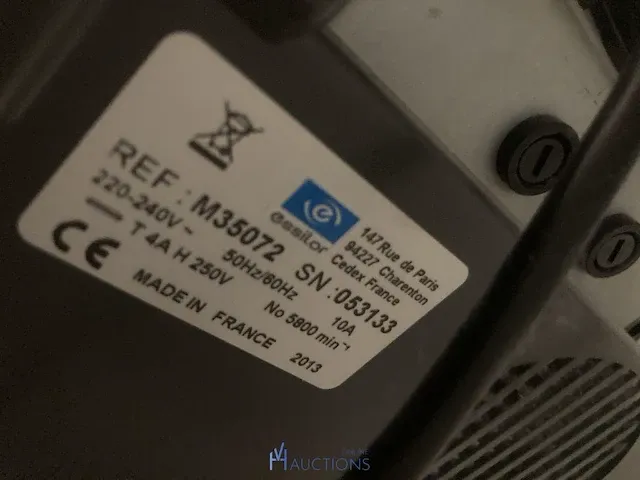 essilor
147 Rue de Paris
94227 Charenton
Cedex France
REF : M35072 SN :053133
220-240V~ 50Hz/60Hz 10A
T 4A H 250V No 5800 min⁻¹
CE MADE IN FRANCE 2013
AUCTIONS